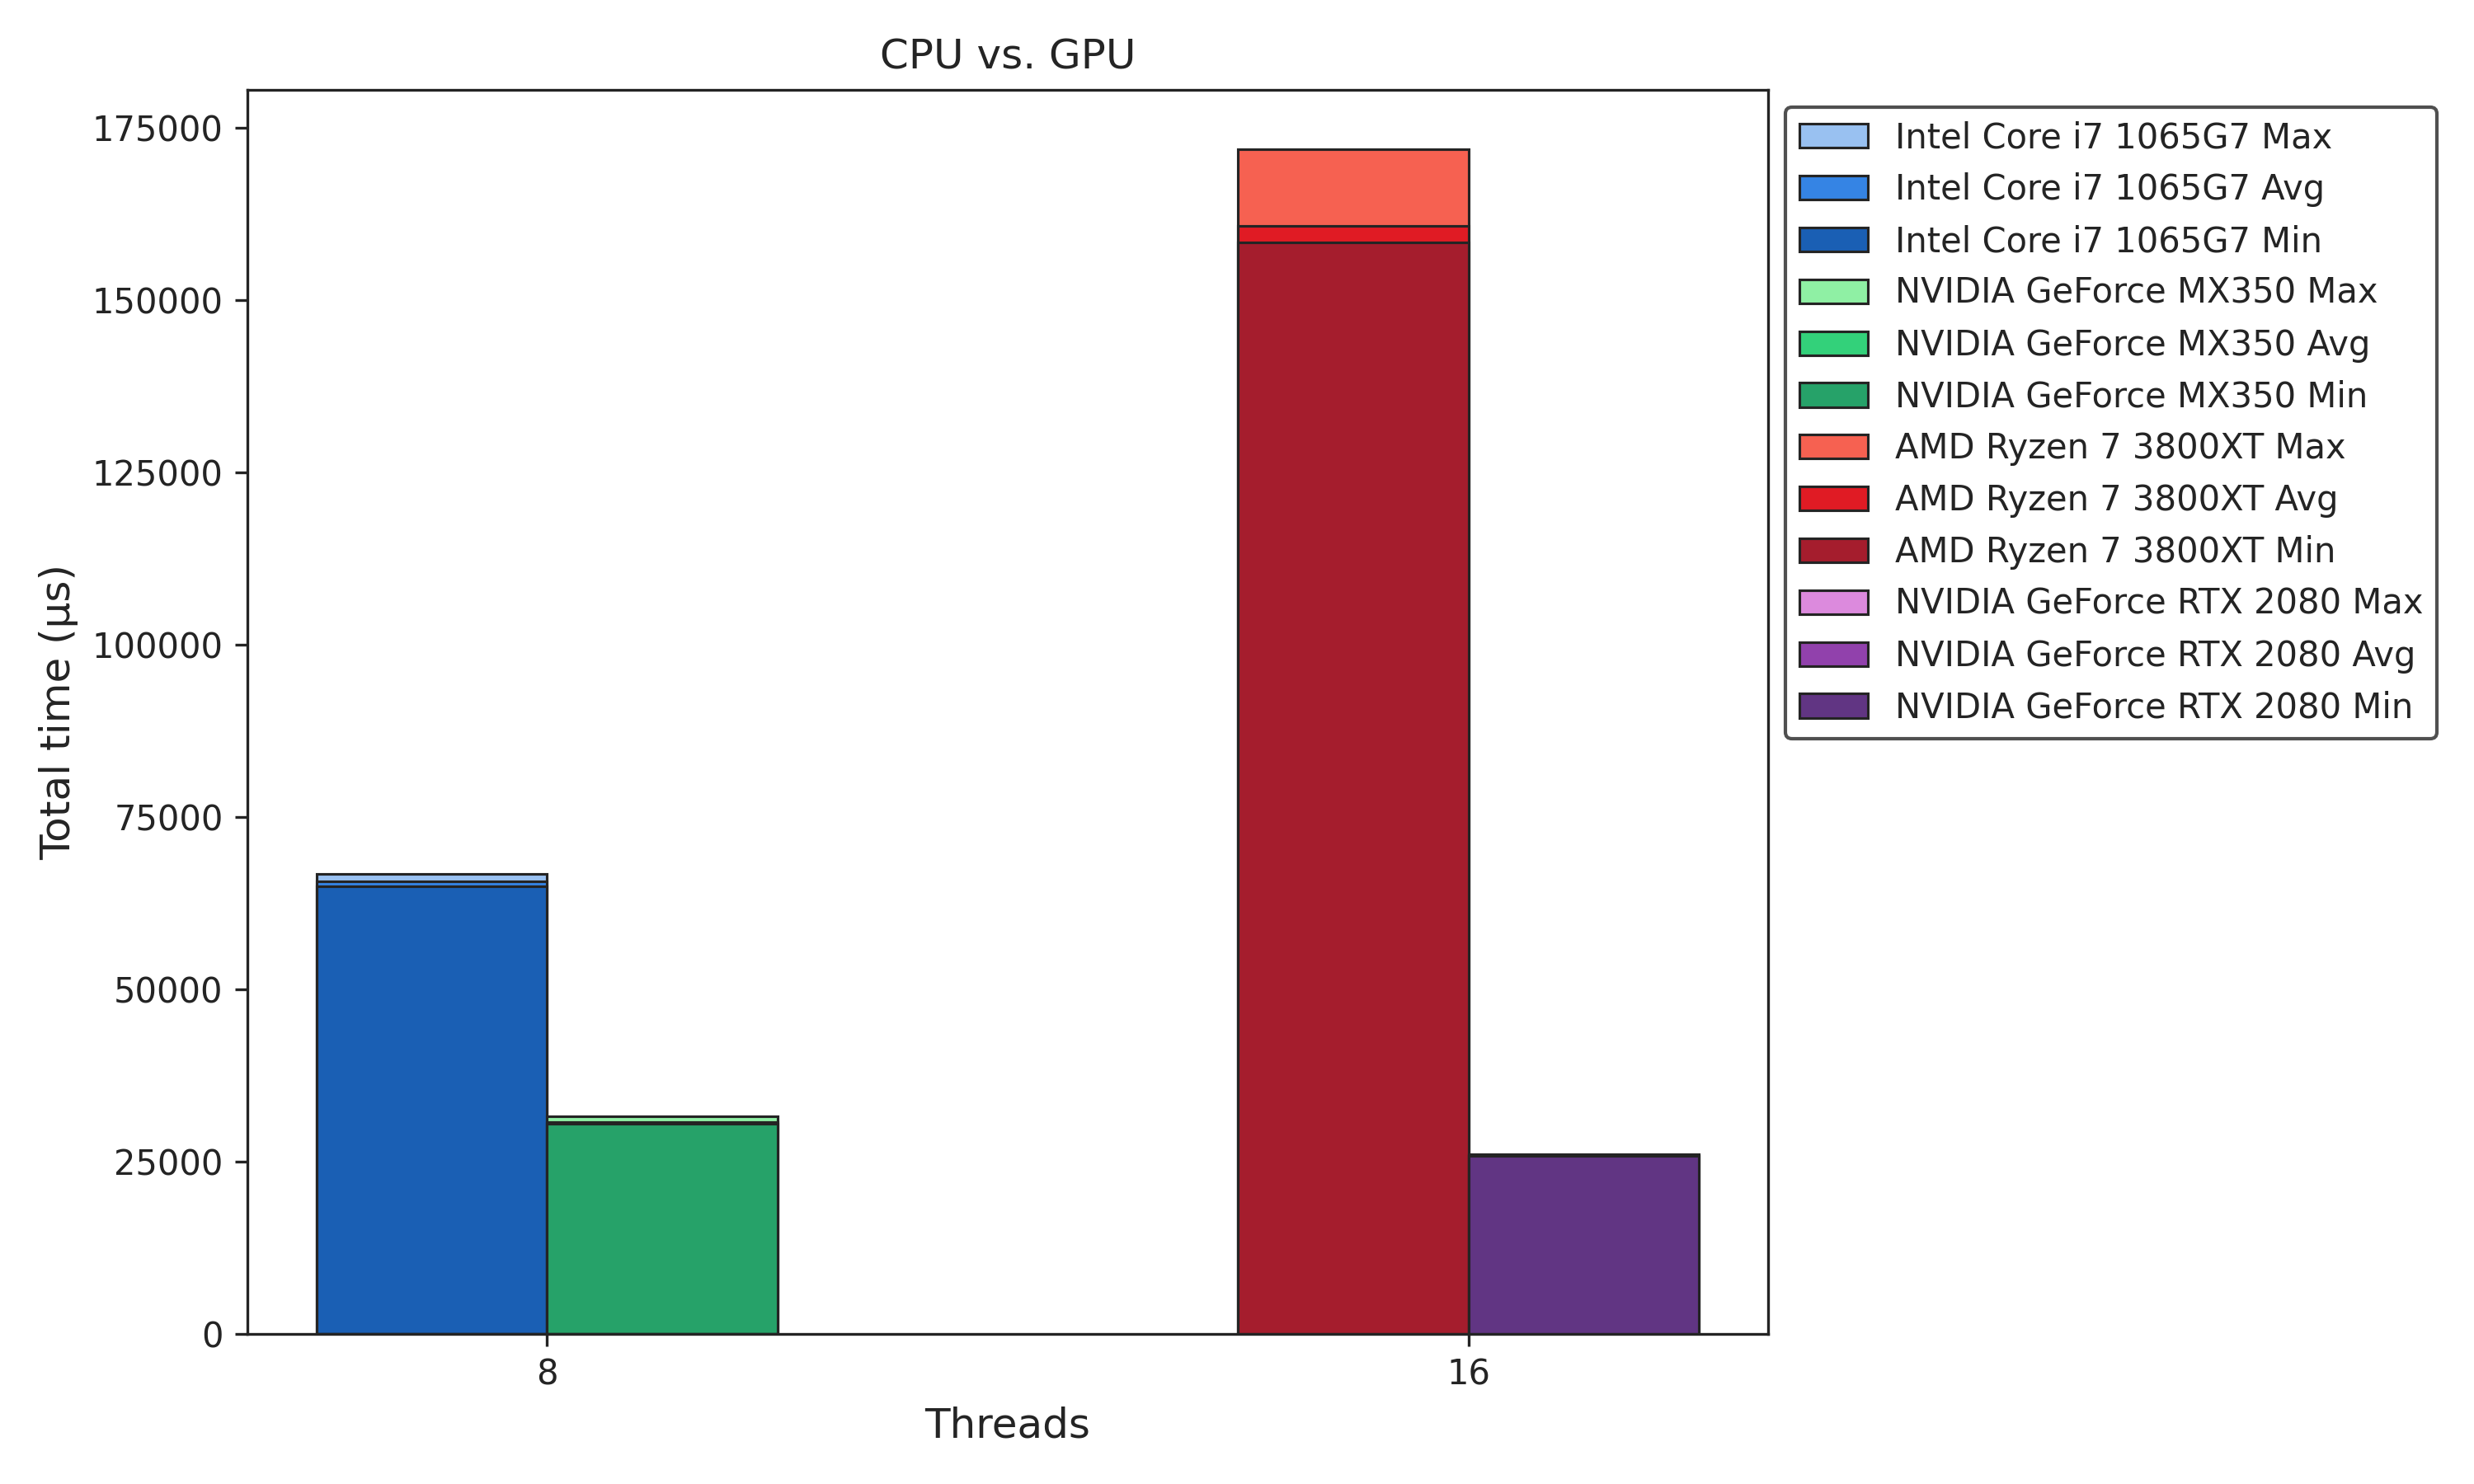 CPU vs. GPU
175000
150000
125000
100000
75000
50000
25000
0
Total time (µs)
8
16
Threads
Intel Core i7 1065G7 Max
Intel Core i7 1065G7 Avg
Intel Core i7 1065G7 Min
NVIDIA GeForce MX350 Max
NVIDIA GeForce MX350 Avg
NVIDIA GeForce MX350 Min
AMD Ryzen 7 3800XT Max
AMD Ryzen 7 3800XT Avg
AMD Ryzen 7 3800XT Min
NVIDIA GeForce RTX 2080 Max
NVIDIA GeForce RTX 2080 Avg
NVIDIA GeForce RTX 2080 Min